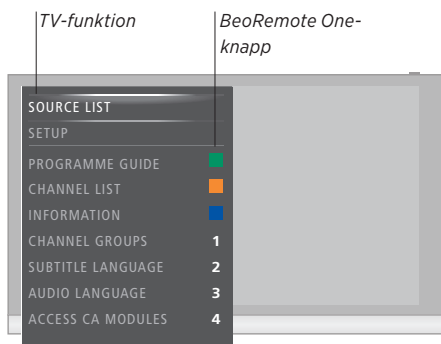 TV-funktion
BeoRemote One-
knapp
SOURCE LIST
SETUP
PROGRAMME GUIDE
CHANNEL LIST
INFORMATION
CHANNEL GROUPS 1
SUBTITLE LANGUAGE 2
AUDIO LANGUAGE 3
ACCESS CA MODULES 4